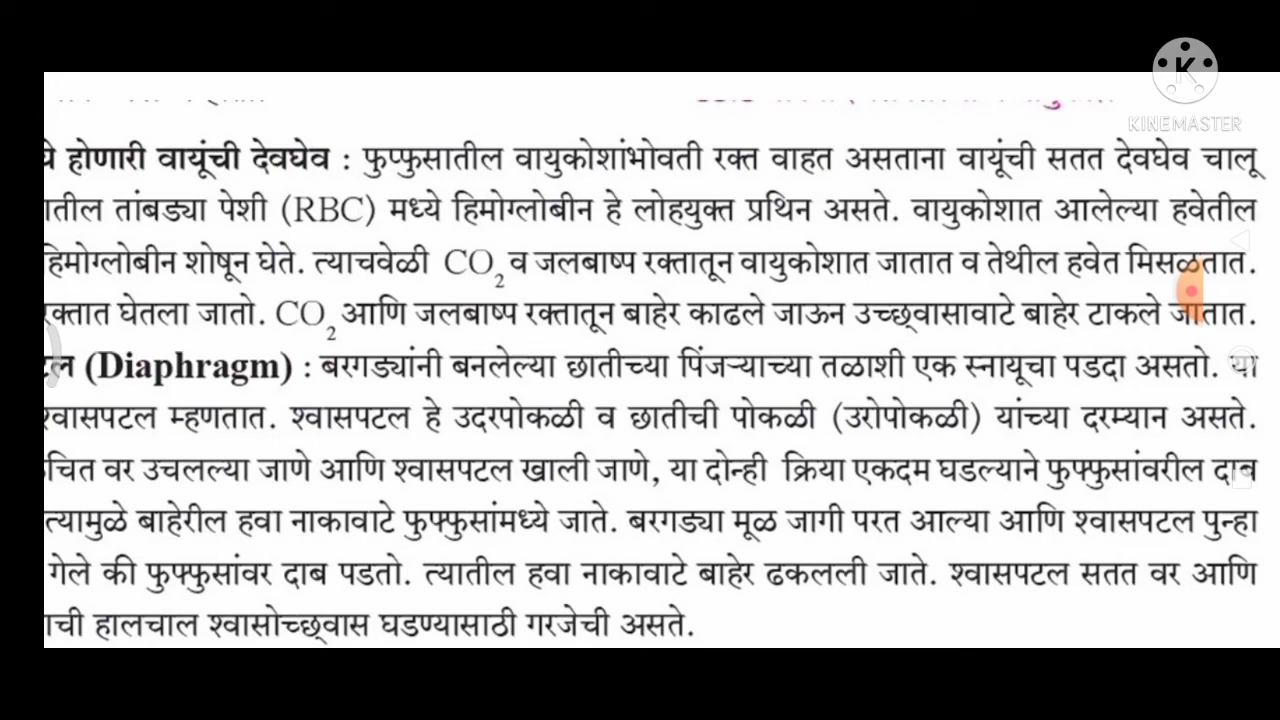 KINEMASTER
होणारी वायूंची देवघेव : फुप्फुसातील वायुकोशांभोवती रक्त वाहत असताना वायूंची सतत देवघेव चालू
तांबड्या पेशी (RBC) मध्ये हिमोग्लोबीन हे लोहयुक्त प्रथिन असते. वायुकोशात आलेल्या हवेतील
हिमोग्लोबीन शोषून घेते. त्याचवेळी CO₂ व जलबाष्प रक्तातून वायुकोशात जातात व तेथील हवेत मिसळतात.
घेतला जातो. CO₂ आणि जलबाष्प रक्तातून बाहेर काढले जाऊन उच्छ्‌वासावाटे बाहेर टाकले जातात.
(Diaphragm) : बरगड्यांनी बनलेल्या छातीच्या पिंजऱ्याच्या तळाशी एक स्नायूचा पडदा असतो. या
श्वासपटल म्हणतात. श्वासपटल हे उदरपोकळी व छातीची पोकळी (उरोपोकळी) यांच्या दरम्यान असते.
वर उचलल्या जाणे आणि श्वासपटल खाली जाणे, या दोन्ही क्रिया एकदम घडल्याने फुफ्फुसांवरील दाब
त्यामुळे बाहेरील हवा नाकावाटे फुफ्फुसांमध्ये जाते. बरगड्या मूळ जागी परत आल्या आणि श्वासपटल पुन्हा
गेले की फुफ्फुसांवर दाब पडतो. त्यातील हवा नाकावाटे बाहेर ढकलली जाते. श्वासपटल सतत वर आणि
हालचाल श्वासोच्छ्‌वास घडण्यासाठी गरजेची असते.